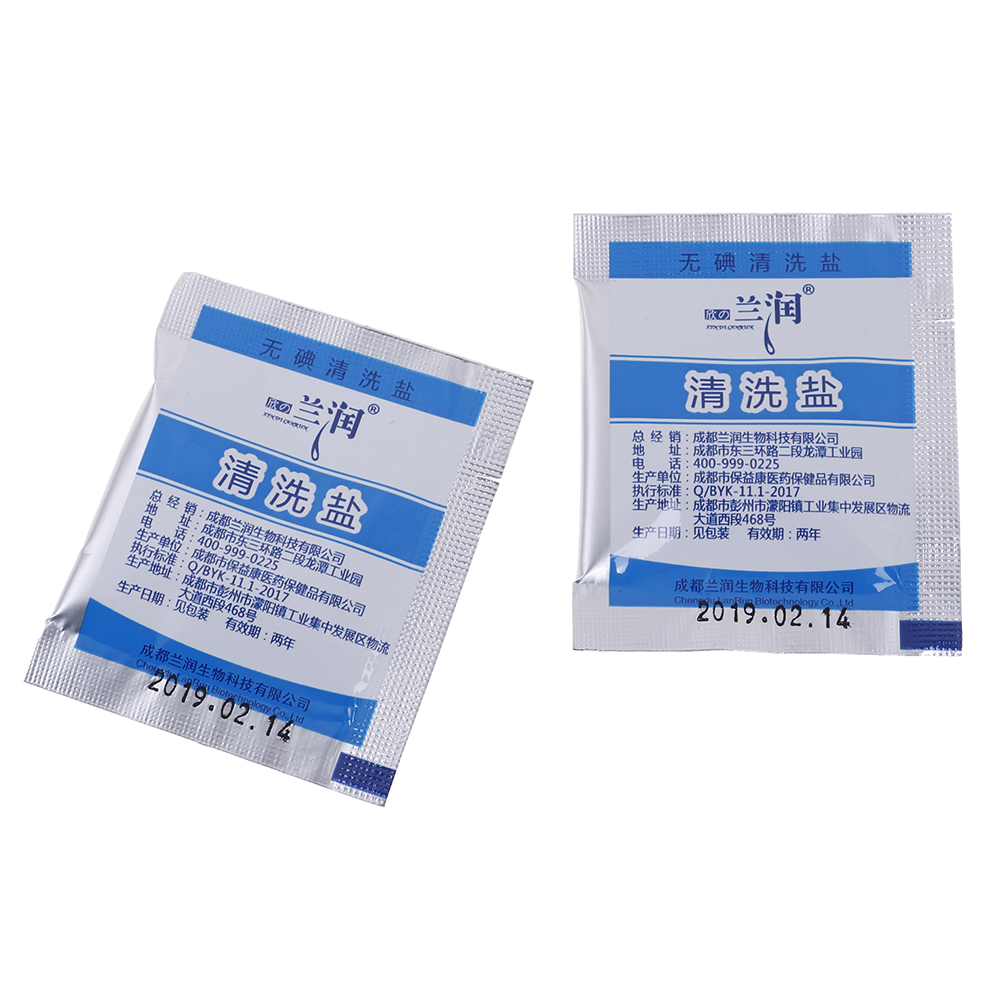 无碘清洗盐
欣の兰润®
XINDI LANRUN
清洗盐
总经销：成都兰润生物科技有限公司
地址：成都市东三环路二段龙潭工业园
电话：400-999-0225
生产单位：成都市保益康医药保健品有限公司
执行标准：Q/BYK-11.1-2017
生产地址：成都市彭州市濛阳镇工业集中发展区物流
大道西段468号
生产日期：见包装 有效期：两年
成都兰润生物科技有限公司
Chengdu LanRun Biotechnology Co.,Ltd
2019.02.14
无碘清洗盐
欣の兰润®
XINDI LANRUN
清洗盐
总经销：成都兰润生物科技有限公司
地址：成都市东三环路二段龙潭工业园
电话：400-999-0225
生产单位：成都市保益康医药保健品有限公司
执行标准：Q/BYK-11.1-2017
生产地址：成都市彭州市濛阳镇工业集中发展区物流
大道西段468号
生产日期：见包装 有效期：两年
成都兰润生物科技有限公司
Chengdu LanRun Biotechnology Co.,Ltd
2019.02.14